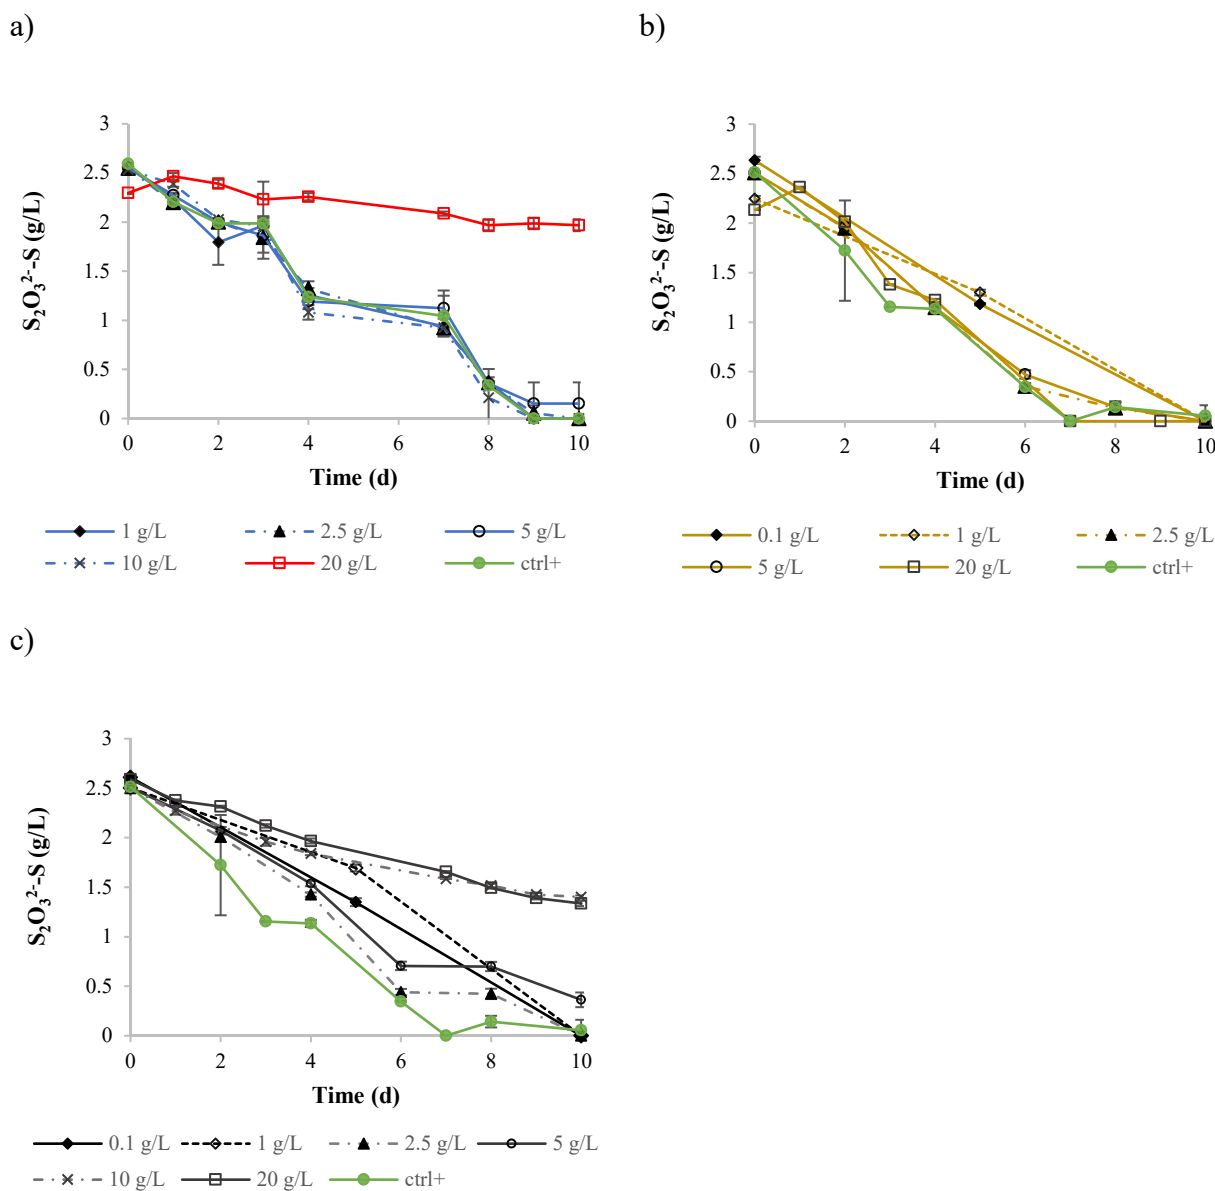 a)
b)
S₂O₃²⁻-S (g/L)
3
2.5
2
1.5
1
0.5
0
0 2 4 6 8 10
Time (d)
1 g/L 2.5 g/L 5 g/L
10 g/L 20 g/L ctrl+
S₂O₃²⁻-S (g/L)
3
2.5
2
1.5
1
0.5
0
0 2 4 6 8 10
Time (d)
0.1 g/L 1 g/L 2.5 g/L
5 g/L 20 g/L ctrl+
c)
S₂O₃²⁻-S (g/L)
3
2.5
2
1.5
1
0.5
0
0 2 4 6 8 10
Time (d)
0.1 g/L 1 g/L 2.5 g/L 5 g/L
10 g/L 20 g/L ctrl+